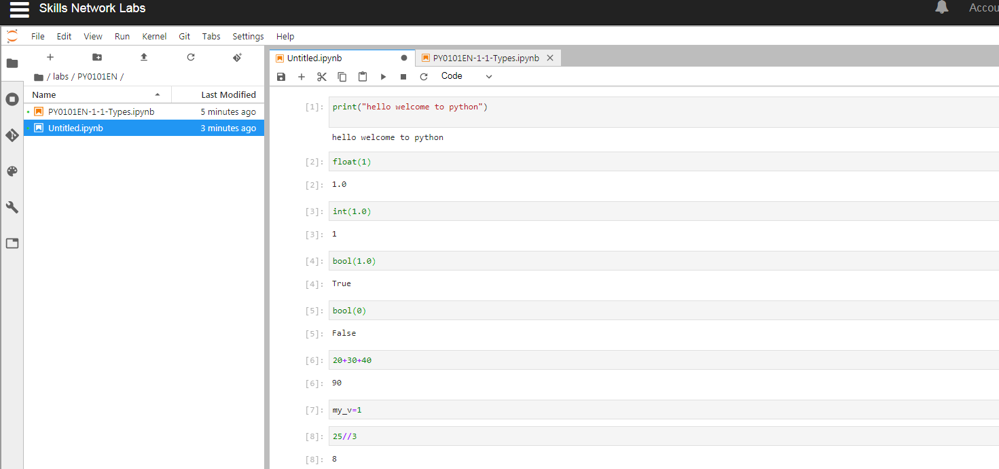 Skills Network Labs
Accou
File Edit View Run Kernel Git Tabs Settings Help
/ labs / PY0101EN /
Name Last Modified
PY0101EN-1-1-Types.ipynb 5 minutes ago
Untitled.ipynb 3 minutes ago
Untitled.ipynb PY0101EN-1-1-Types.ipynb
Code
[1]: print("hello welcome to python")
hello welcome to python
[2]: float(1)
[2]: 1.0
[3]: int(1.0)
[3]: 1
[4]: bool(1.0)
[4]: True
[5]: bool(0)
[5]: False
[6]: 20+30+40
[6]: 90
[7]: my_v=1
[8]: 25//3
[8]: 8